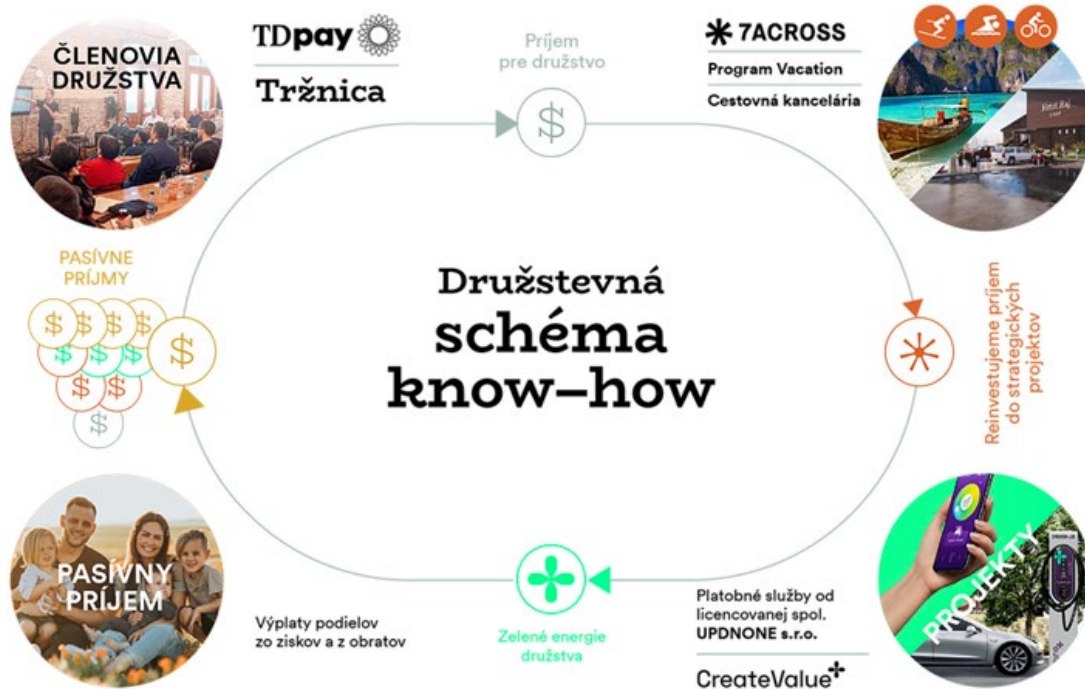 ČLENOVIA
DRUŽSTVA
TDpay
Tržnica
Príjem
pre družstvo
$
7ACROSS
Program Vacation
Cestovná kancelária
Hotel Háj
PASÍVNE
PRÍJMY
$ $ $ $
$
$ $ $
$ $
$
Družstevná
schéma
know–how
Reinvestujeme príjem
do strategických
projektov
PASÍVNY
PRÍJEM
Výplaty podielov
zo ziskov a z obratov
Zelené energie
družstva
Platobné služby od
licencovanej spol.
UPDNONE s.r.o.
CreateValue
PROJEKTY